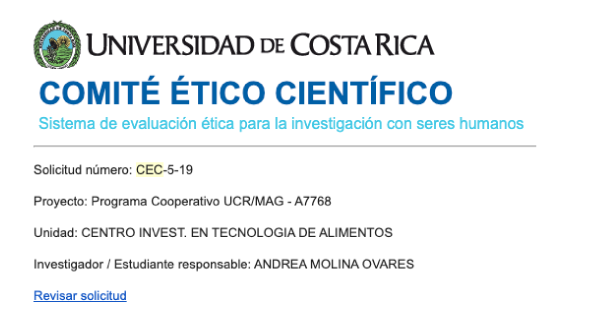 UNIVERSIDAD DE COSTA RICA
COMITÉ ÉTICO CIENTÍFICO
Sistema de evaluación ética para la investigación con seres humanos
Solicitud número: CEC-5-19
Proyecto: Programa Cooperativo UCR/MAG - A7768
Unidad: CENTRO INVEST. EN TECNOLOGIA DE ALIMENTOS
Investigador / Estudiante responsable: ANDREA MOLINA OVARES
Revisar solicitud